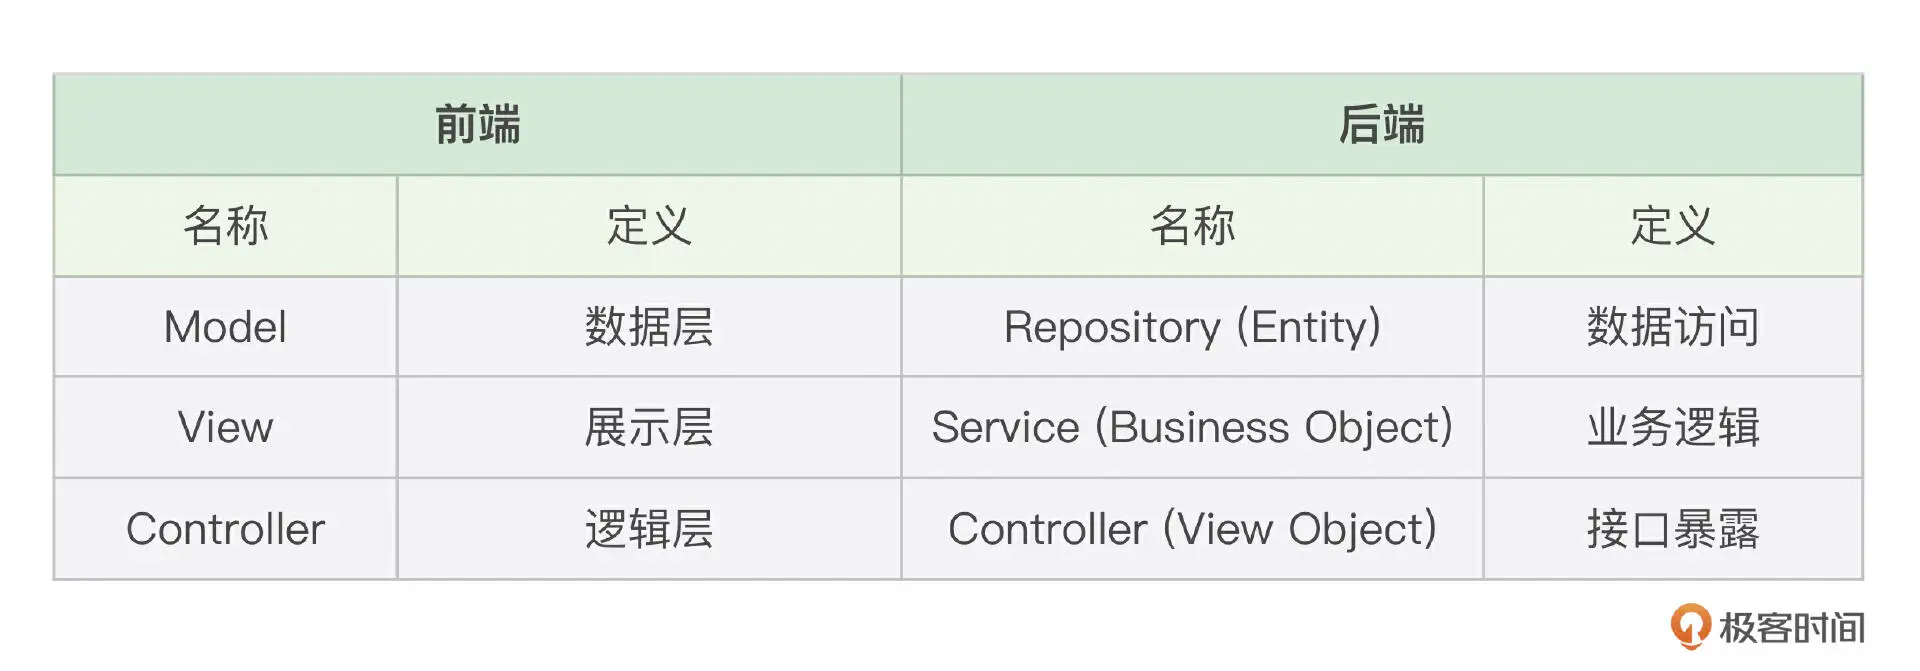 前端 后端
名称 定义 名称 定义
Model 数据层 Repository (Entity) 数据访问
View 展示层 Service (Business Object) 业务逻辑
Controller 逻辑层 Controller (View Object) 接口暴露
极客时间